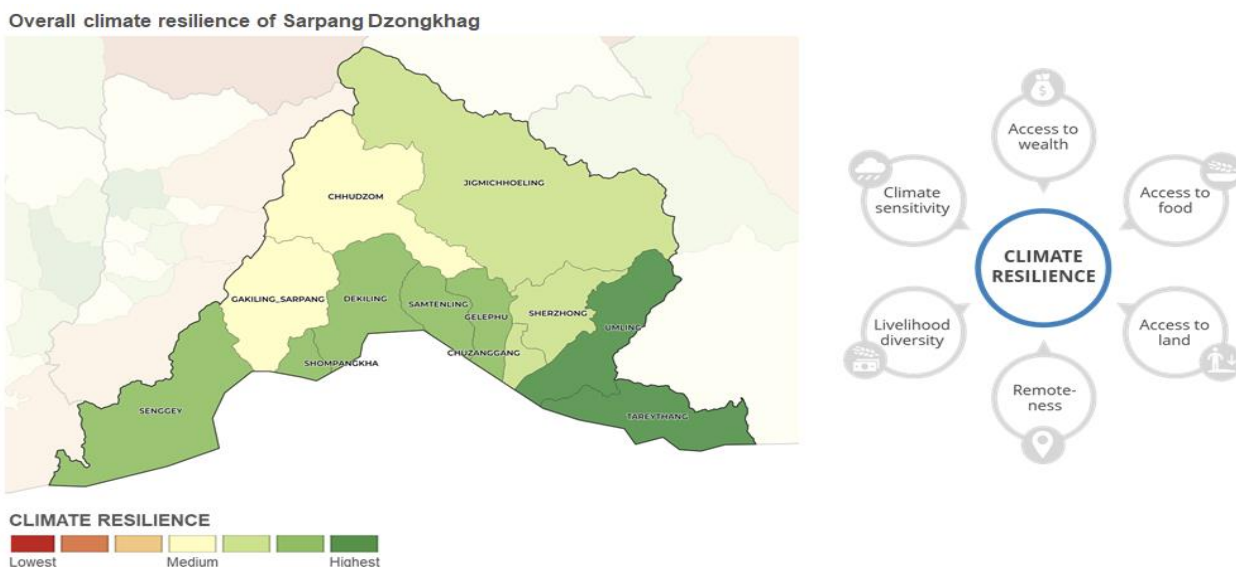 Overall climate resilience of Sarpang Dzongkhag
CHHUDZOM
JIGMICHHOELING
GAKILING_SARPANG
DEKILING
SAMTENLING
GELEPHU
SHERZHONG
UMLING
CHUZANGGANG
SHOMPANGKHA
SENGGEY
TAREYTHANG
CLIMATE RESILIENCE
Lowest
Medium
Highest
$
Access to
wealth
Climate
sensitivity
Access to
food
CLIMATE
RESILIENCE
Livelihood
diversity
Access to
land
Remote-
ness